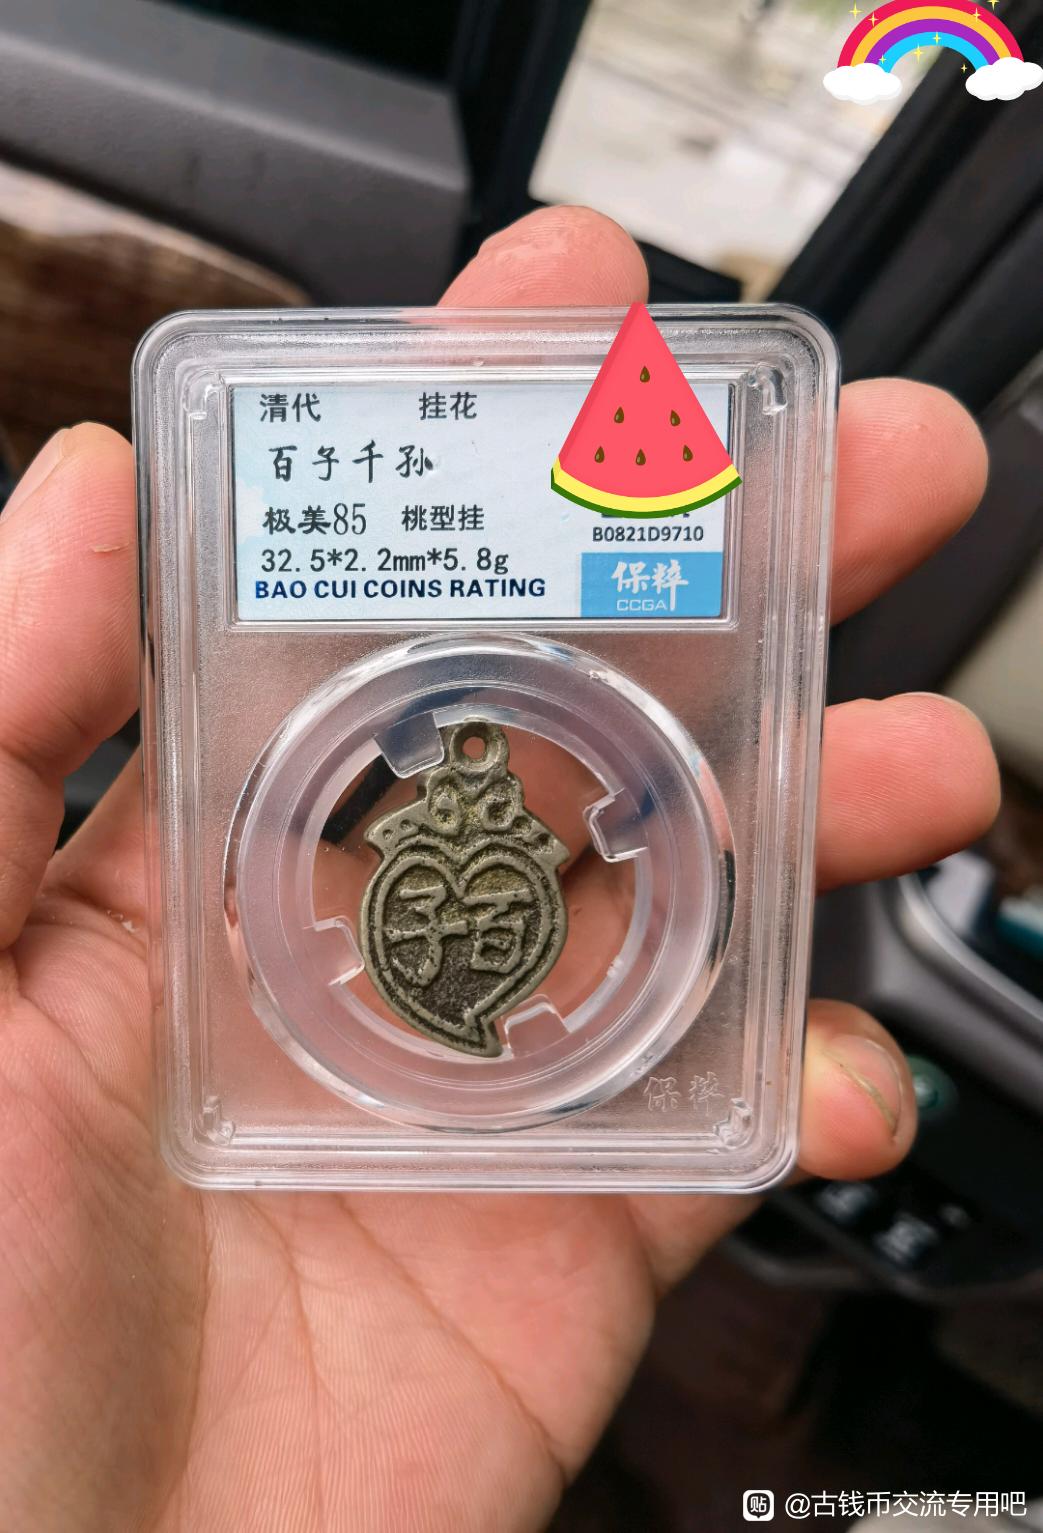 清代 挂花
百子千孙
极美85 桃型挂
B0821D9710
32.5*2.2mm*5.8g
BAO CUI COINS RATING
保粹
CCGA
子百
保粹
贴 @古钱币交流专用吧